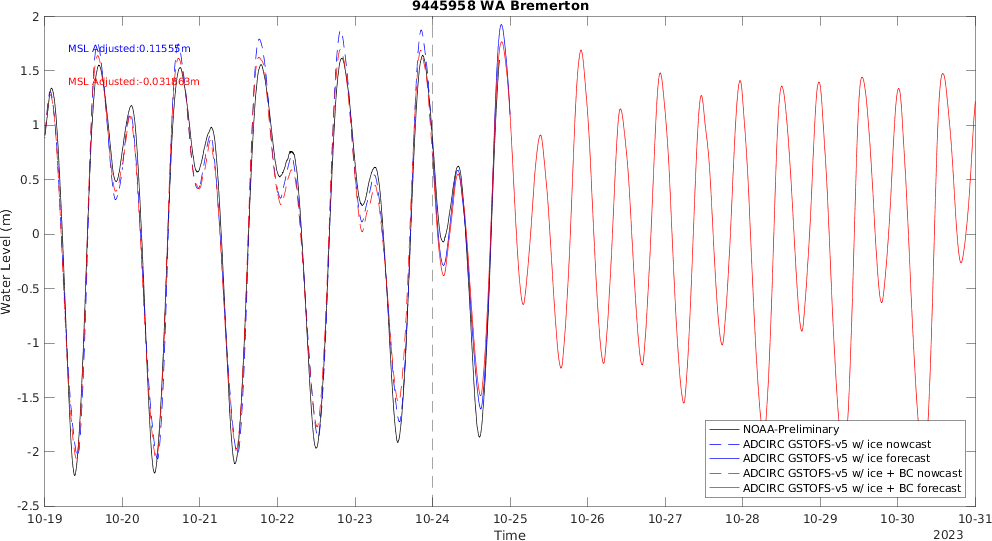 9445958 WA Bremerton
MSL Adjusted:0.11555m
MSL Adjusted:-0.031863m
Water Level (m)
2
1.5
1
0.5
0
-0.5
-1
-1.5
-2
-2.5
NOAA-Preliminary
ADCIRC GSTOFS-v5 w/ ice nowcast
ADCIRC GSTOFS-v5 w/ ice forecast
ADCIRC GSTOFS-v5 w/ ice + BC nowcast
ADCIRC GSTOFS-v5 w/ ice + BC forecast
10-19 10-20 10-21 10-22 10-23 10-24 10-25 10-26 10-27 10-28 10-29 10-30 10-31
Time
2023